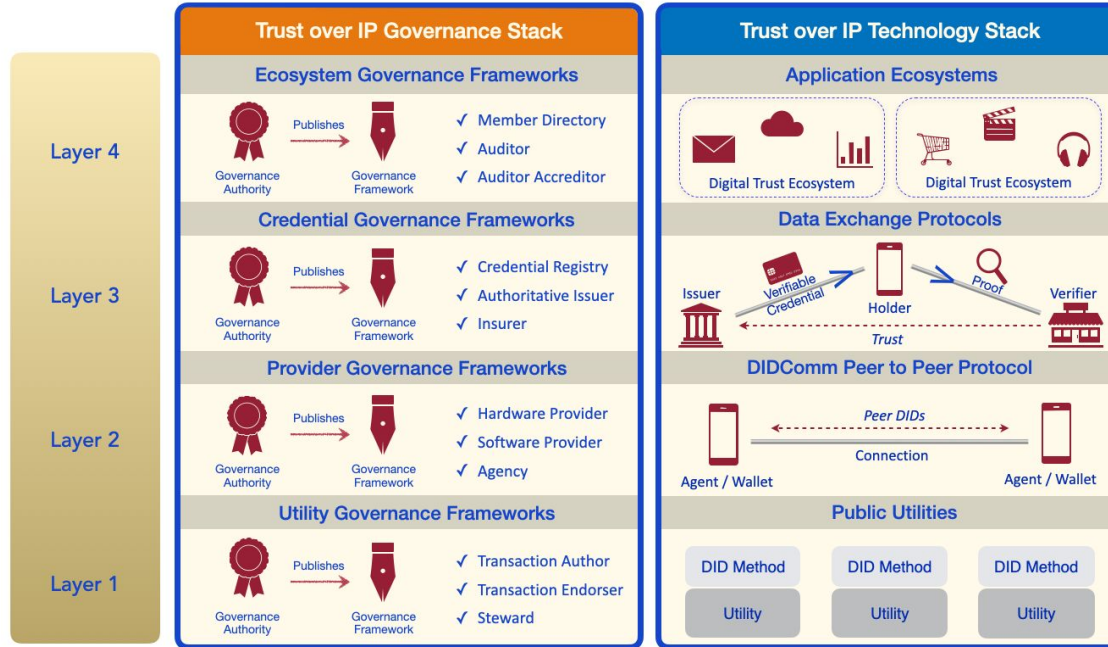 Trust over IP Governance Stack
Trust over IP Technology Stack
Layer 4
Ecosystem Governance Frameworks
Publishes
Governance
Authority
Governance
Framework
✓ Member Directory
✓ Auditor
✓ Auditor Accreditor
Application Ecosystems
Digital Trust Ecosystem
Digital Trust Ecosystem
Layer 3
Credential Governance Frameworks
Publishes
Governance
Authority
Governance
Framework
✓ Credential Registry
✓ Authoritative Issuer
✓ Insurer
Data Exchange Protocols
Issuer
Verifiable
Credential
Holder
Proof
Verifier
Trust
Layer 2
Provider Governance Frameworks
Publishes
Governance
Authority
Governance
Framework
✓ Hardware Provider
✓ Software Provider
✓ Agency
DIDComm Peer to Peer Protocol
Peer DIDs
Connection
Agent / Wallet
Agent / Wallet
Layer 1
Utility Governance Frameworks
Publishes
Governance
Authority
Governance
Framework
✓ Transaction Author
✓ Transaction Endorser
✓ Steward
Public Utilities
DID Method
DID Method
DID Method
Utility
Utility
Utility